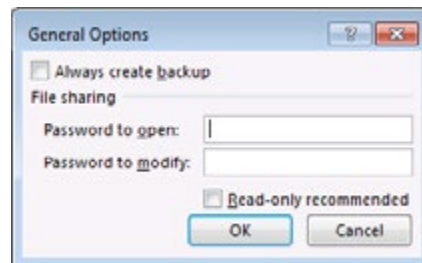 General Options
Always create backup
File sharing
Password to open:
Password to modify:
Read-only recommended
OK Cancel